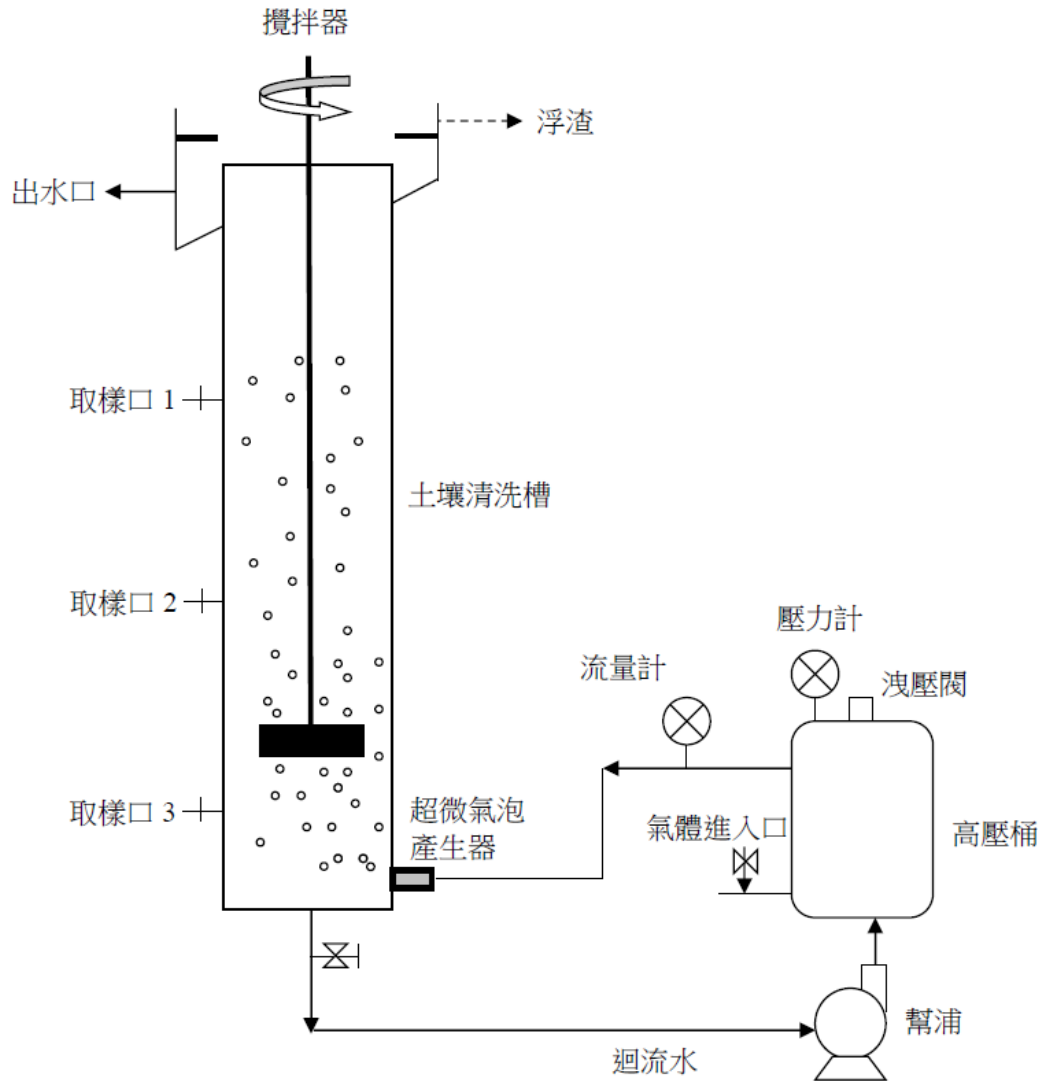 攪拌器
浮渣
出水口
取樣口 1
土壤清洗槽
取樣口 2
壓力計
流量計
洩壓閥
取樣口 3
超微氣泡
產生器
氣體進入口
高壓桶
幫浦
迴流水